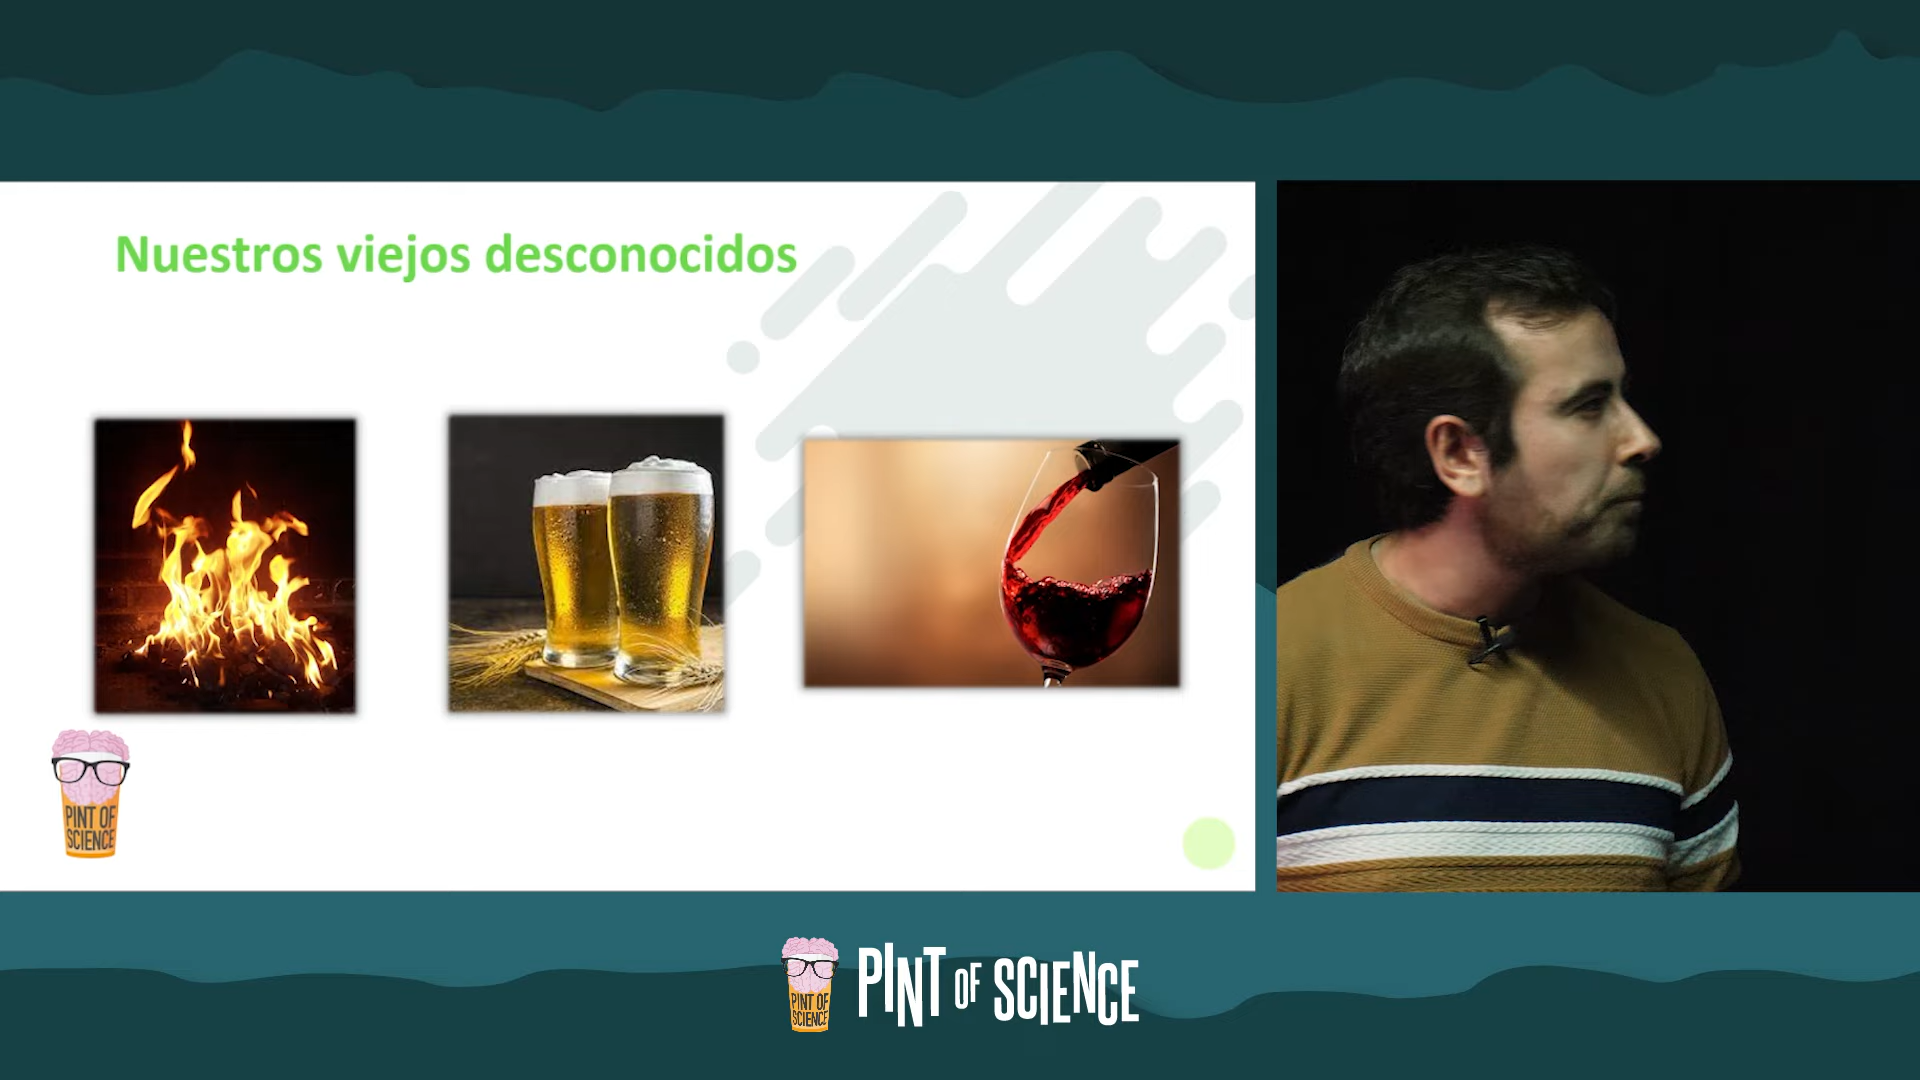 Nuestros viejos desconocidos
PINT OF
SCIENCE
PINT OF
SCIENCE
PINT OF SCIENCE